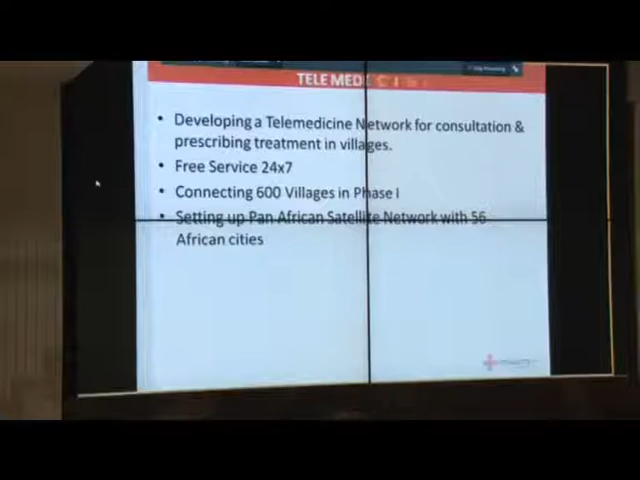 TELEMEDICINE
• Developing a Telemedicine Network for consultation &
prescribing treatment in villages.
• Free Service 24x7
• Connecting 600 Villages in Phase I
• Setting up Pan African Satellite Network with 56
African cities